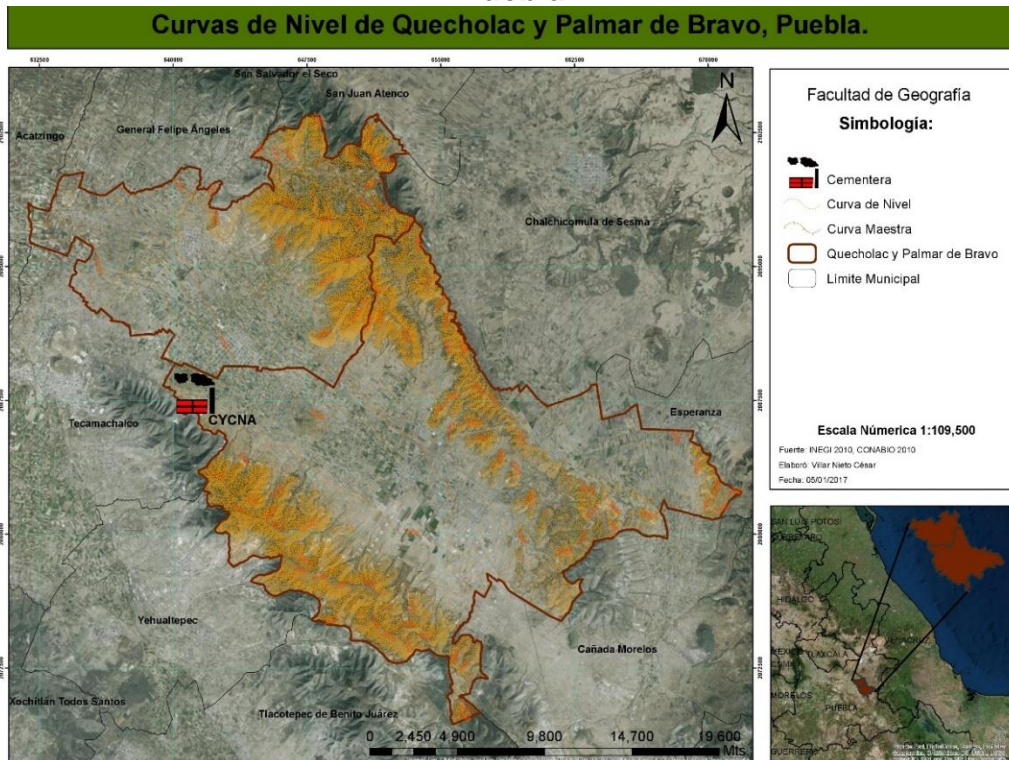 Curvas de Nivel de Quecholac y Palmar de Bravo, Puebla.
632500 640000 647500 655000 662500 670000
San Salvador el Seco
San Juan Atenco
General Felipe Ángeles
Acatzingo
Chalchicomula de Sesma
Tecamachalco
CYCNA
Esperanza
Yehualtepec
Cañada Morelos
Xochitlán Todos Santos
Tlacotepec de Benito Juárez
N
0 2,450 4,900 9,800 14,700 19,600
Mts.
Facultad de Geografía
Simbología:
Cementera
Curva de Nivel
Curva Maestra
Quecholac y Palmar de Bravo
Límite Municipal
Escala Númerica 1:109,500
Fuente: INEGI 2010, CONABIO 2010
Elaboró: Villar Nieto César
Fecha: 05/01/2017
SAN LUIS POTOSI
HIDALGO
TLAXCALA
MORELOS
PUEBLA